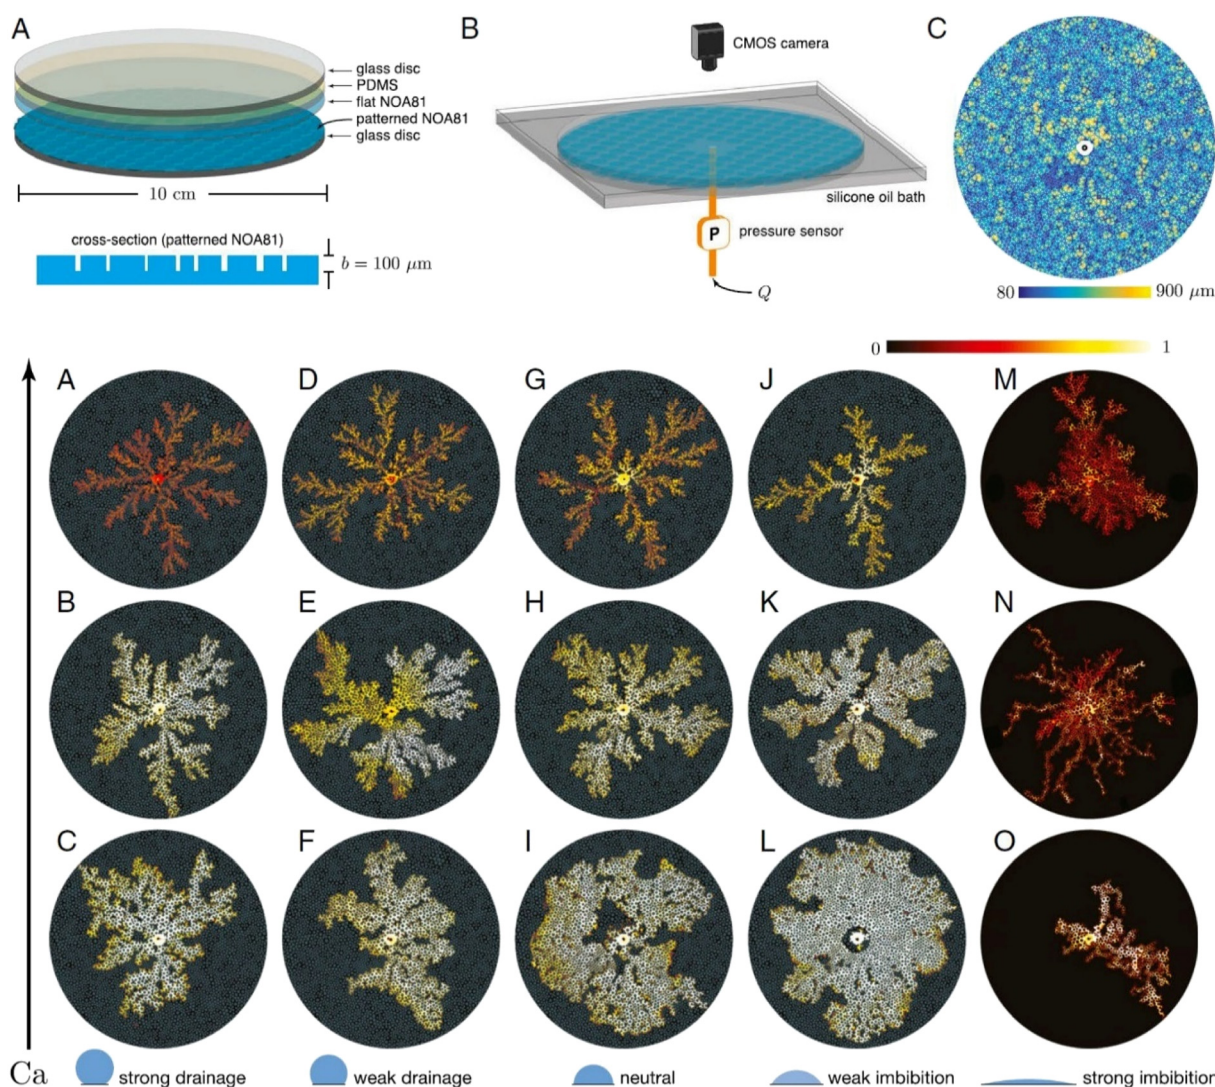 A
glass disc
PDMS
flat NOA81
patterned NOA81
glass disc
10 cm
cross-section (patterned NOA81)
b = 100 μm
B
CMOS camera
silicone oil bath
P
pressure sensor
Q
C
80 900 μm
0 1
A D G J M
B E H K N
C F I L O
Ca
strong drainage weak drainage neutral weak imbibition strong imbibition